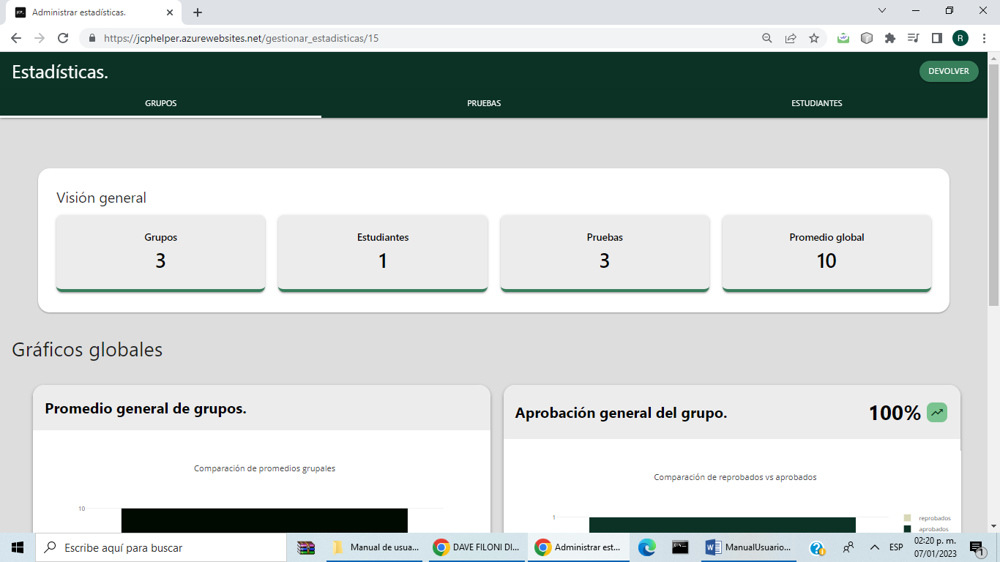 Administrar estadísticas.
https://jcphelper.azurewebsites.net/gestionar_estadisticas/15
R
Estadísticas.
DEVOLVER
GRUPOS
PRUEBAS
ESTUDIANTES
Visión general
Grupos
3
Estudiantes
1
Pruebas
3
Promedio global
10
Gráficos globales
Promedio general de grupos.
Comparación de promedios grupales
10
Aprobación general del grupo.
100%
Comparación de reprobados vs aprobados
1
reprobados
aprobados
Escribe aquí para buscar
Manual de usua...
DAVE FILONI DI...
Administrar est...
ManualUsuario...
ESP
02:20 p. m.
07/01/2023
1